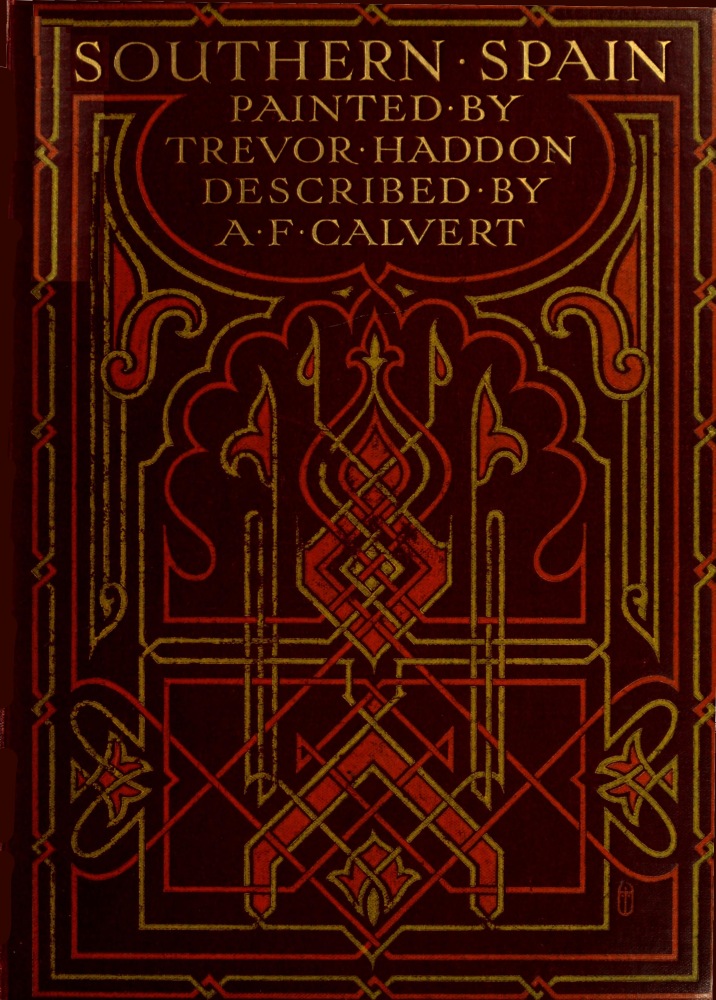 SOUTHERN · SPAIN
PAINTED · BY
TREVOR · HADDON
DESCRIBED · BY
A · F · CALVERT